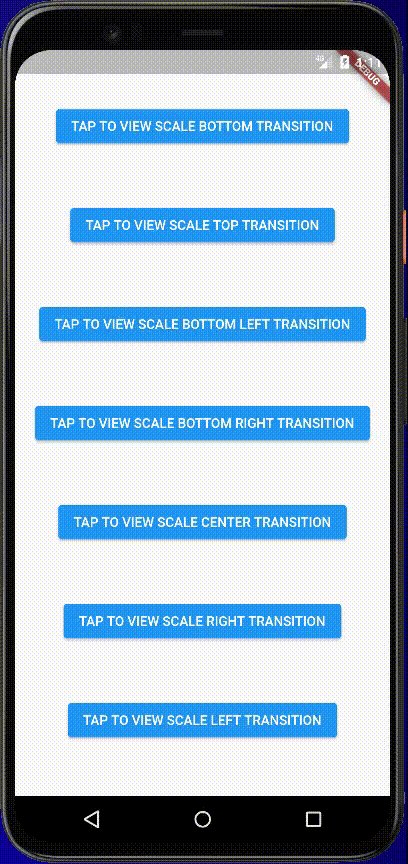 DEBUG
TAP TO VIEW SCALE BOTTOM TRANSITION
TAP TO VIEW SCALE TOP TRANSITION
TAP TO VIEW SCALE BOTTOM LEFT TRANSITION
TAP TO VIEW SCALE BOTTOM RIGHT TRANSITION
TAP TO VIEW SCALE CENTER TRANSITION
TAP TO VIEW SCALE RIGHT TRANSITION
TAP TO VIEW SCALE LEFT TRANSITION